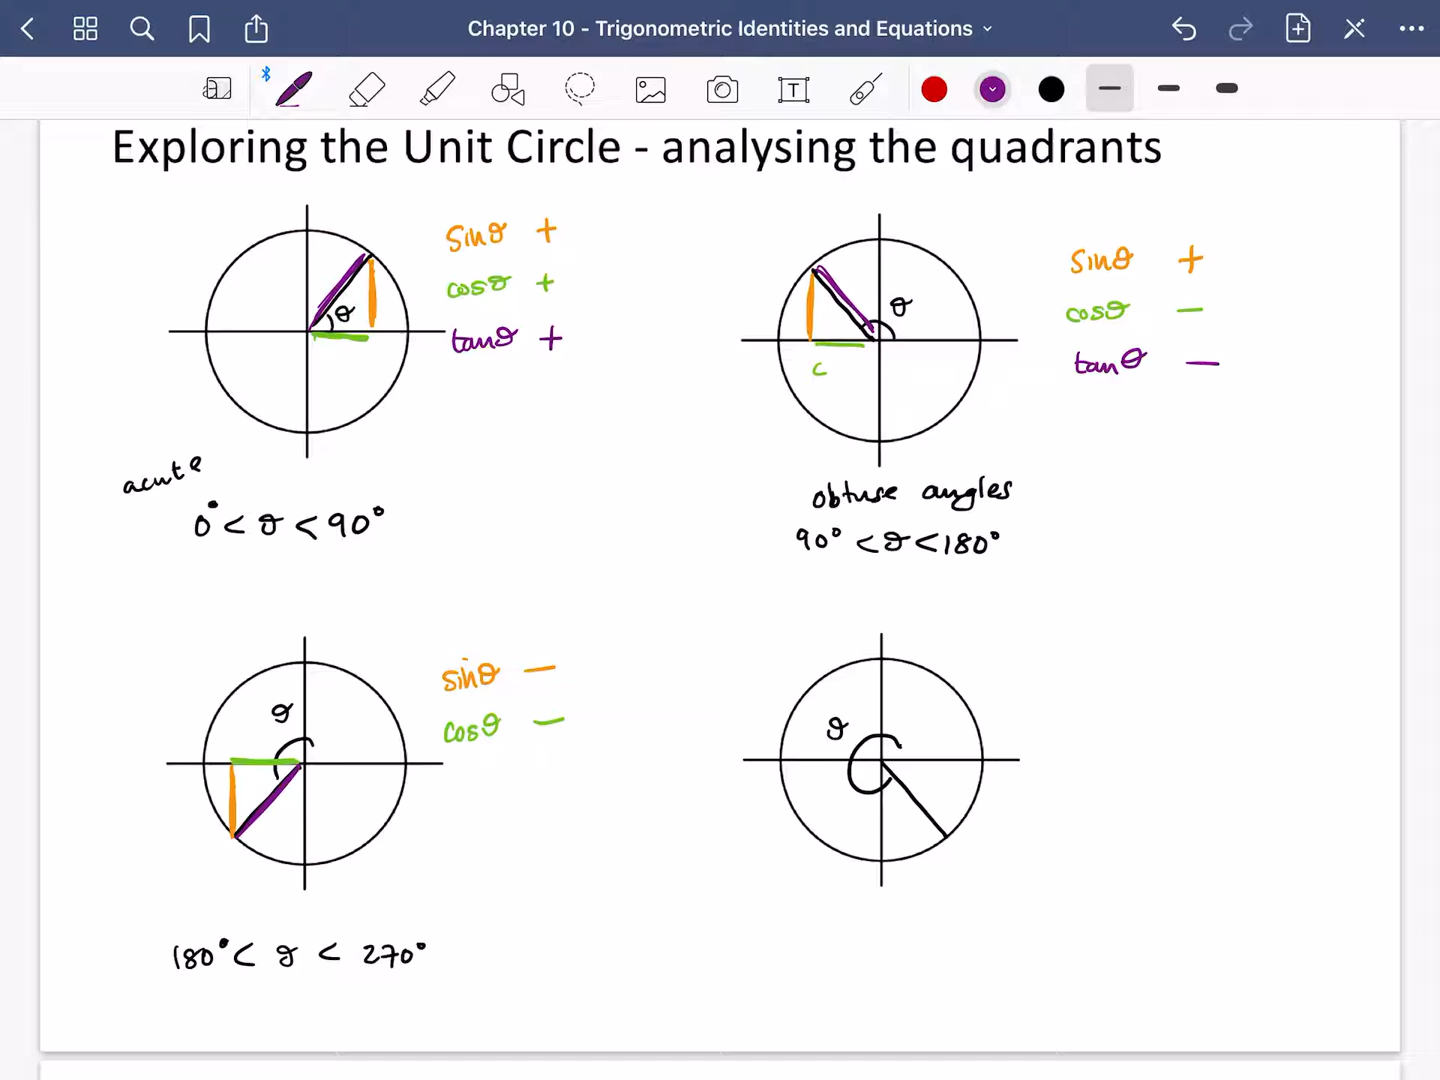 Chapter 10 - Trigonometric Identities and Equations
Exploring the Unit Circle - analysing the quadrants
sinθ +
cosθ +
tanθ +
θ
acute
0° < θ < 90°
sinθ +
cosθ −
tanθ −
θ
c
obtuse angles
90° < θ < 180°
sinθ −
cosθ −
θ
180° < θ < 270°
θ